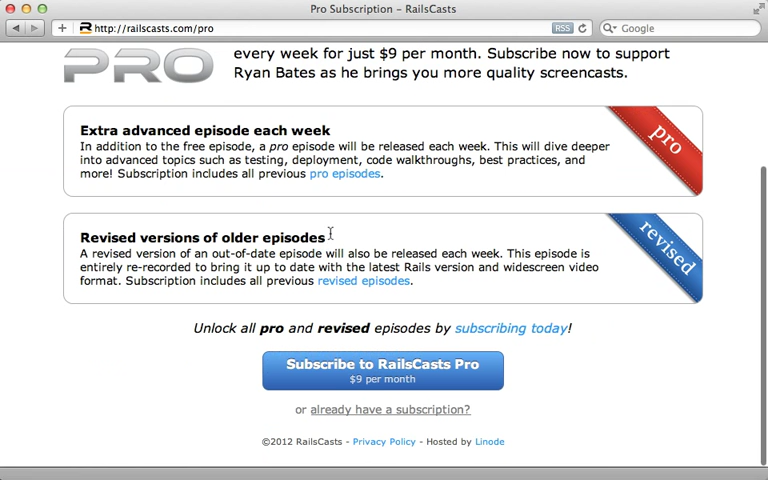 Pro Subscription – RailsCasts
http://railscasts.com/pro
RSS
Google
PRO
every week for just $9 per month. Subscribe now to support
Ryan Bates as he brings you more quality screencasts.
Extra advanced episode each week
In addition to the free episode, a pro episode will be released each week. This will dive deeper
into advanced topics such as testing, deployment, code walkthroughs, best practices, and
more! Subscription includes all previous pro episodes.
pro
Revised versions of older episodes
A revised version of an out-of-date episode will also be released each week. This episode is
entirely re-recorded to bring it up to date with the latest Rails version and widescreen video
format. Subscription includes all previous revised episodes.
revised
Unlock all pro and revised episodes by subscribing today!
Subscribe to RailsCasts Pro
$9 per month
or already have a subscription?
©2012 RailsCasts - Privacy Policy - Hosted by Linode